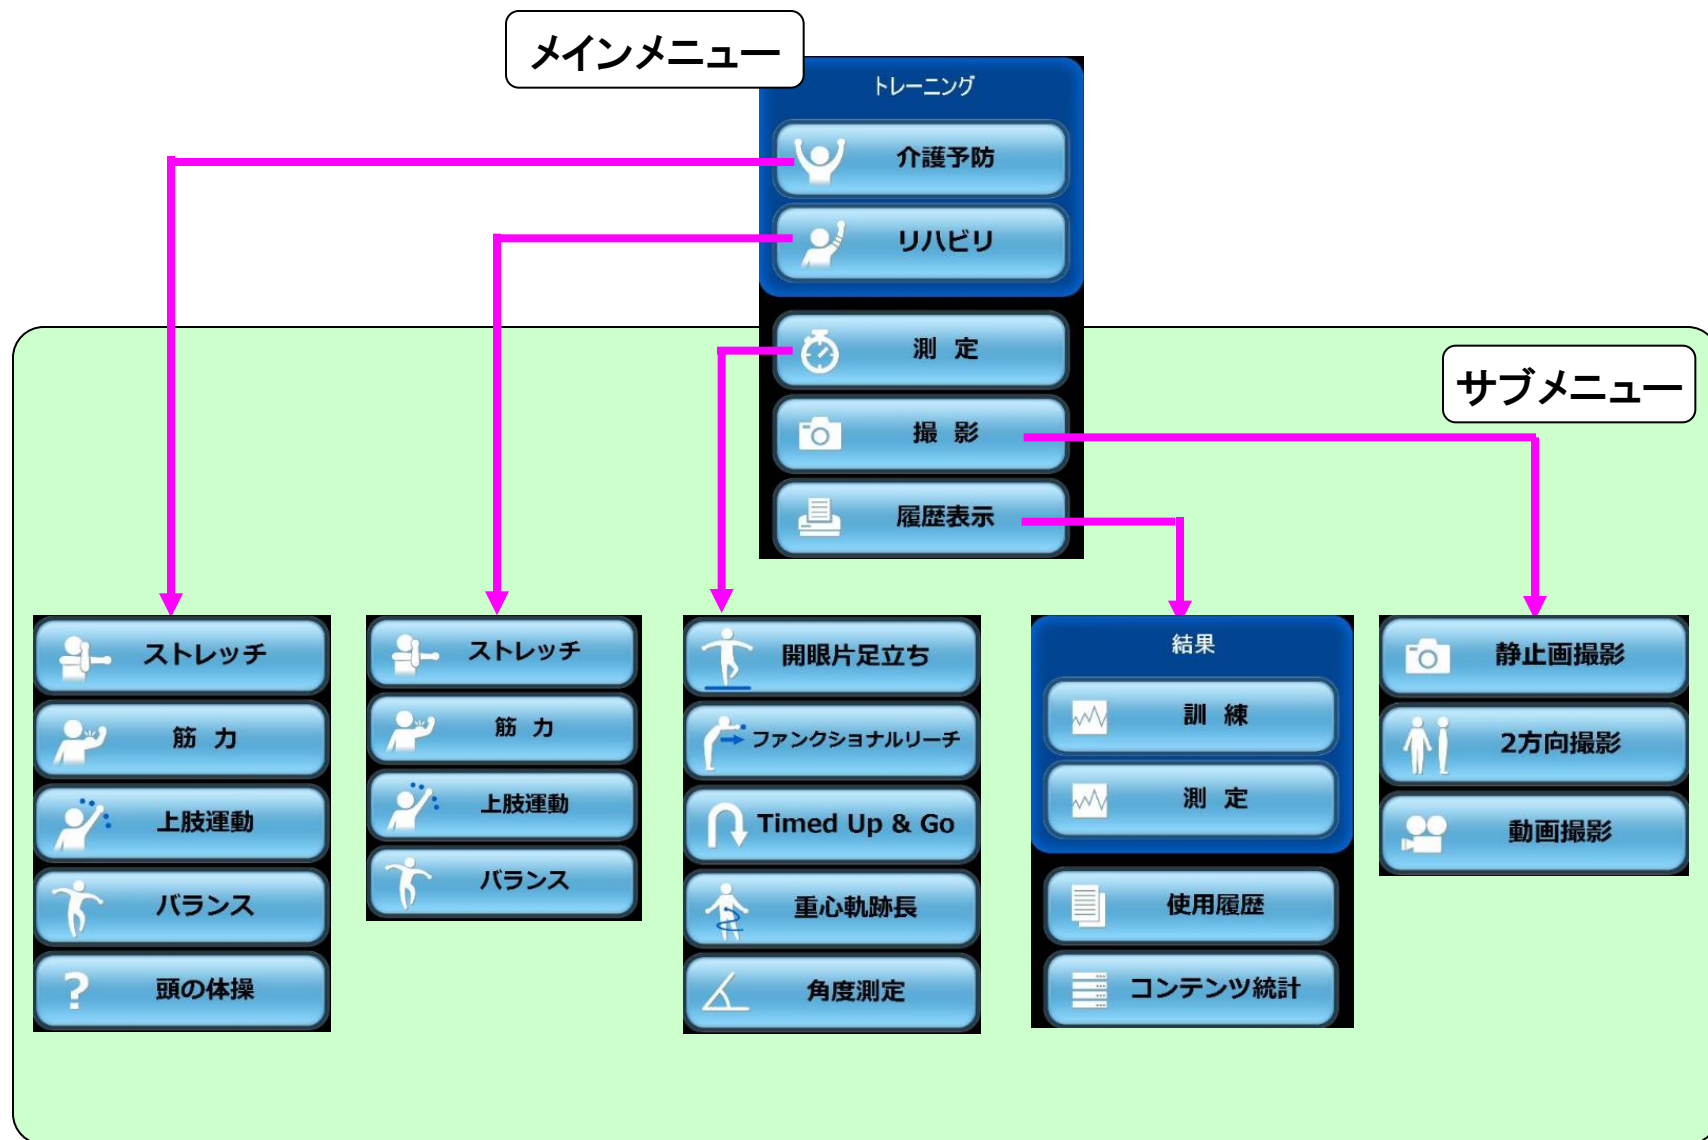 メインメニュー
トレーニング
介護予防
リハビリ
測 定
撮 影
履歴表示
サブメニュー
ストレッチ
筋 力
上肢運動
バランス
頭の体操
ストレッチ
筋 力
上肢運動
バランス
開眼片足立ち
ファンクショナルリーチ
Timed Up & Go
重心軌跡長
角度測定
結果
訓 練
測 定
使用履歴
コンテンツ統計
静止画撮影
2方向撮影
動画撮影